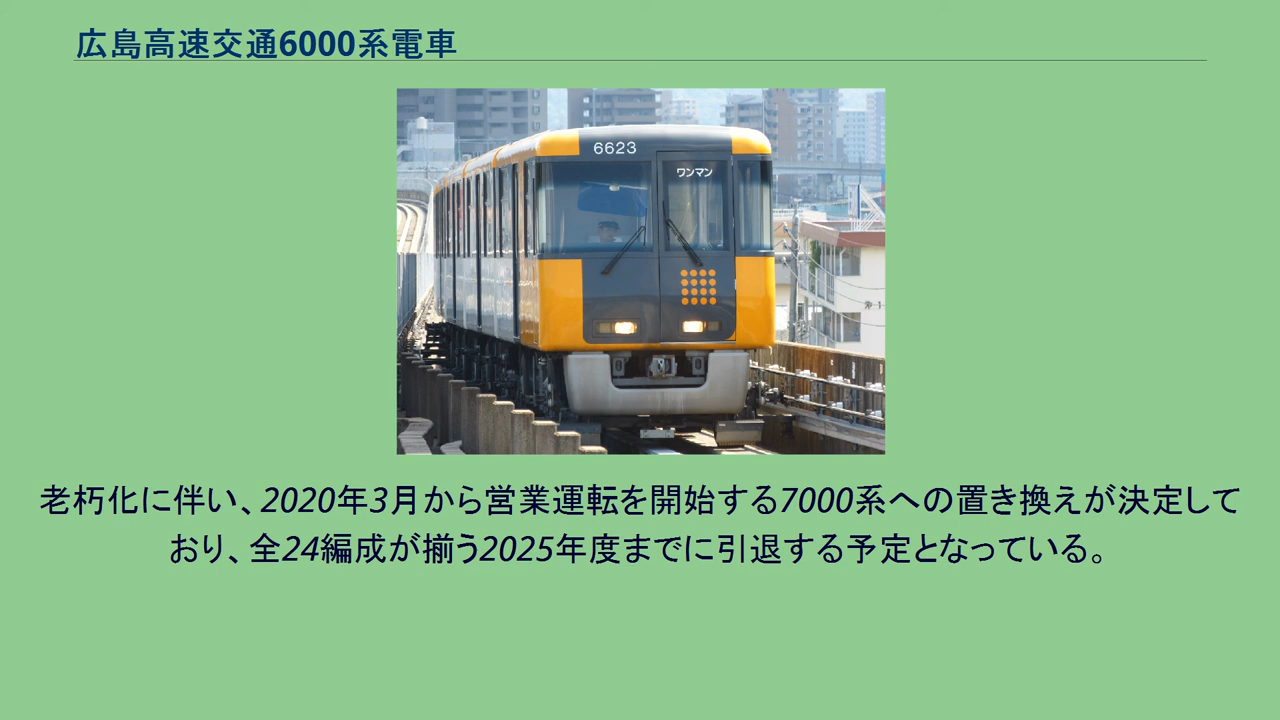 広島高速交通6000系電車
6623
ワンマン
老朽化に伴い、2020年3月から営業運転を開始する7000系への置き換えが決定して
おり、全24編成が揃う2025年度までに引退する予定となっている。